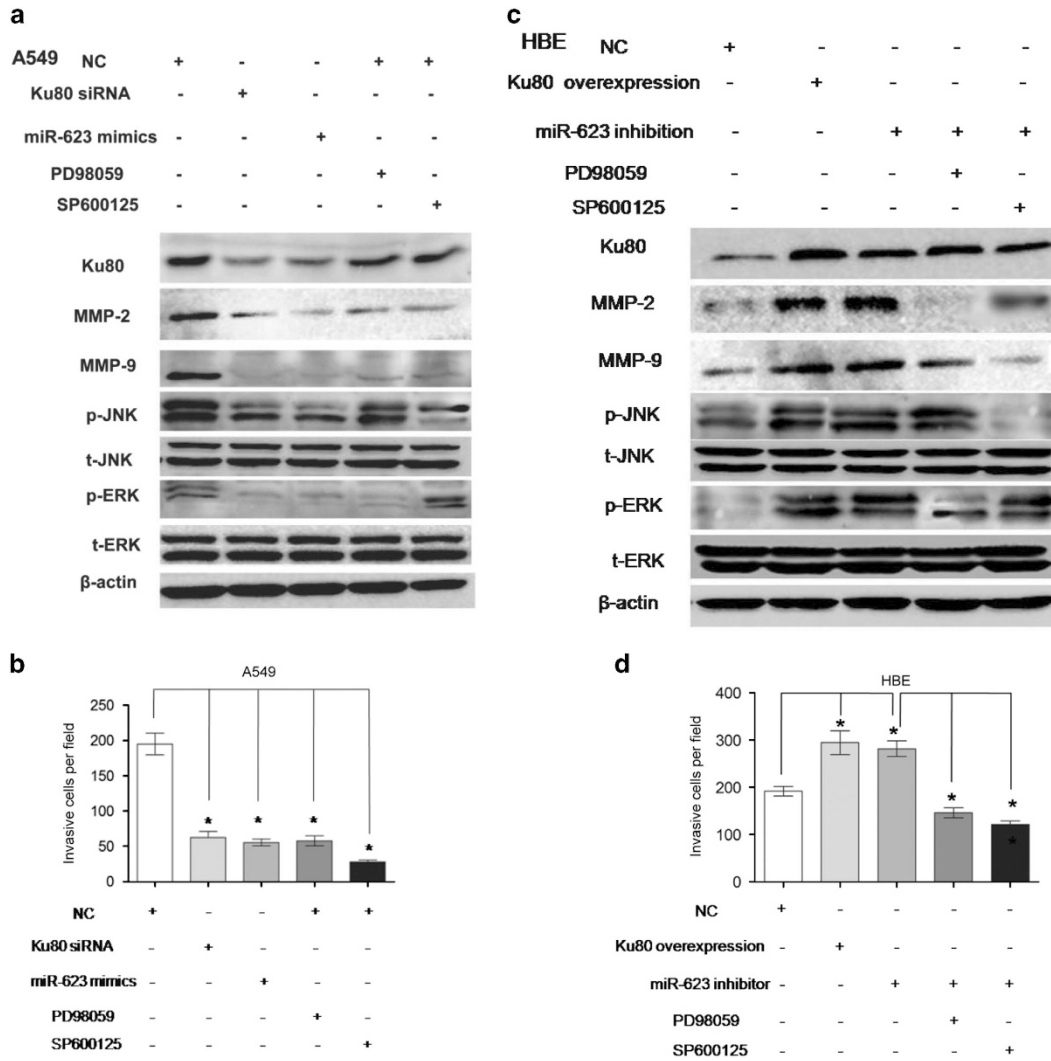 a
A549 NC + - - + +
Ku80 siRNA - + - - -
miR-623 mimics - - + - -
PD98059 - - - + -
SP600125 - - - - +
Ku80
MMP-2
MMP-9
p-JNK
t-JNK
p-ERK
t-ERK
β-actin
b
A549
Invasive cells per field
250
200
150
100
50
0
* * * *
NC + - - + +
Ku80 siRNA - + - - -
miR-623 mimics - - + - -
PD98059 - - - + -
SP600125 - - - - +
c
HBE NC + - - - -
Ku80 overexpression - + - - -
miR-623 inhibition - - + + +
PD98059 - - - + -
SP600125 - - - - +
Ku80
MMP-2
MMP-9
p-JNK
t-JNK
p-ERK
t-ERK
β-actin
d
HBE
Invasive cells per field
400
300
200
100
0
* * * * *
NC + - - - -
Ku80 overexpression - + - - -
miR-623 inhibitor - - + + +
PD98059 - - - + -
SP600125 - - - - +